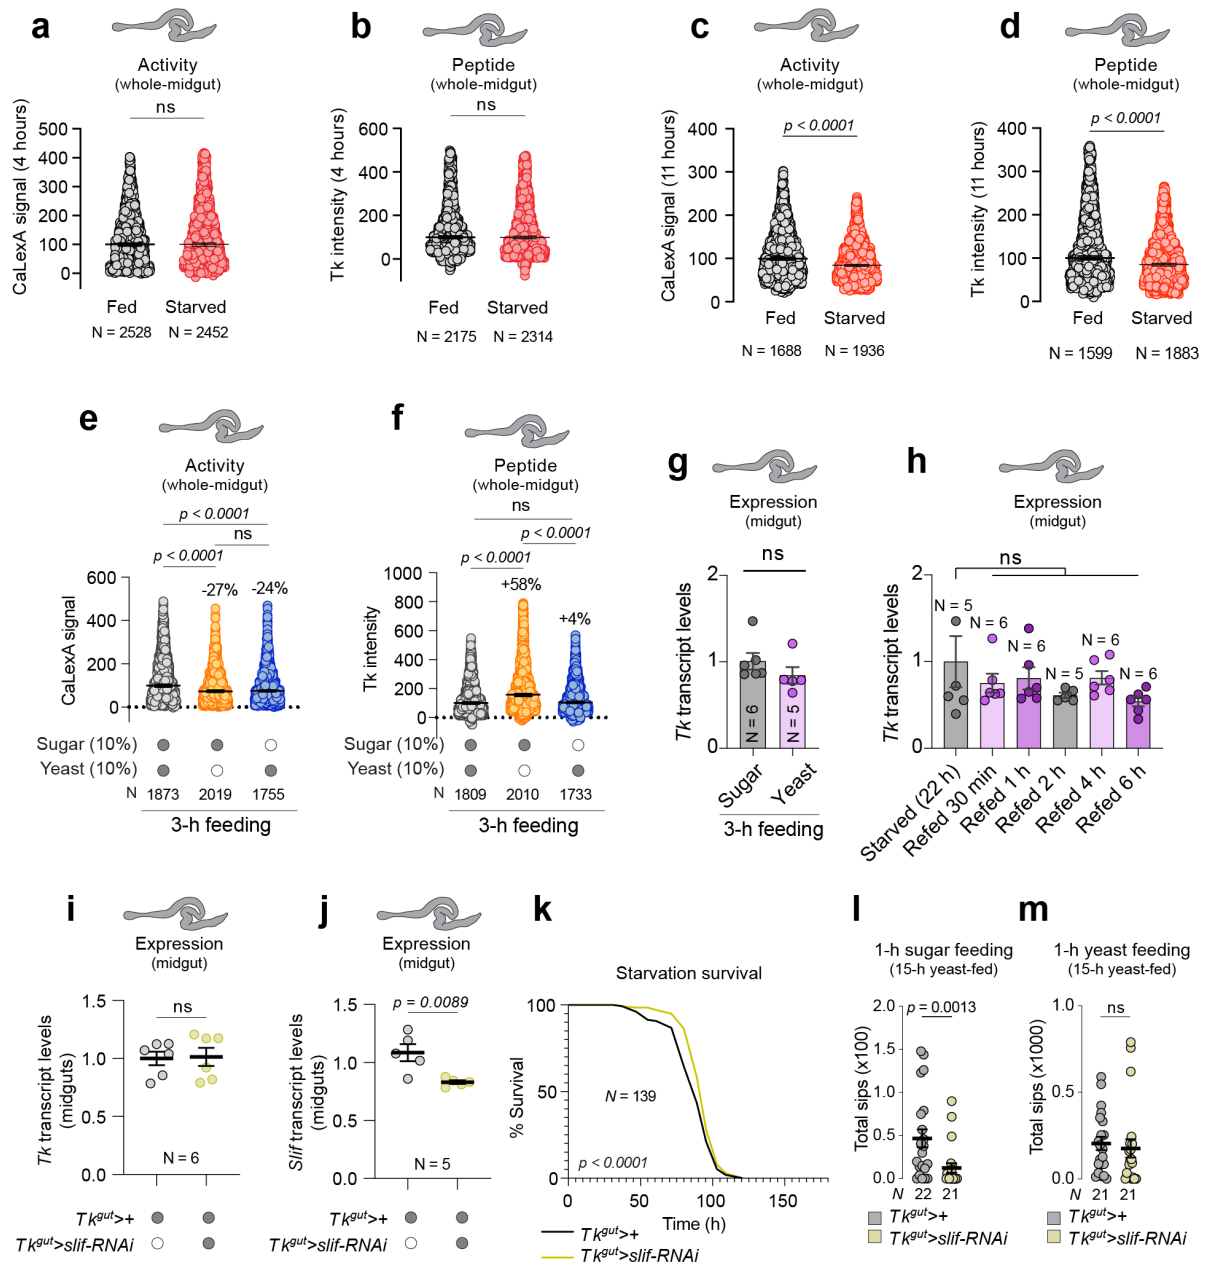 a
Activity
(whole-midgut)
ns
CaLexA signal (4 hours)
500
400
300
200
100
0
Fed
Starved
N = 2528
N = 2452
b
Peptide
(whole-midgut)
ns
Tk intensity (4 hours)
600
400
200
0
Fed
Starved
N = 2175
N = 2314
c
Activity
(whole-midgut)
p < 0.0001
CaLexA signal (11 hours)
400
300
200
100
0
Fed
Starved
N = 1688
N = 1936
d
Peptide
(whole-midgut)
p < 0.0001
Tk intensity (11 hours)
400
300
200
100
0
Fed
Starved
N = 1599
N = 1883
e
Activity
(whole-midgut)
p < 0.0001
ns
p < 0.0001
-27%
-24%
CaLexA signal
600
400
200
0
Sugar (10%)
Yeast (10%)
N 1873 2019 1755
3-h feeding
f
Peptide
(whole-midgut)
ns
p < 0.0001
p < 0.0001
+58%
+4%
Tk intensity
1000
800
600
400
200
0
N 1809 2010 1733
3-h feeding
g
Expression
(midgut)
ns
Tk transcript levels
2
1
0
N = 6
N = 5
Sugar
Yeast
3-h feeding
h
Expression
(midgut)
ns
Tk transcript levels
2
1
0
N = 5
N = 6
N = 6
N = 5
N = 6
N = 6
Starved (22 h)
Refed 30 min
Refed 1 h
Refed 2 h
Refed 4 h
Refed 6 h
i
Expression
(midgut)
ns
Tk transcript levels
(midguts)
1.5
1.0
0.5
0.0
N = 6
Tkgut>+
Tkgut>slif-RNAi
j
Expression
(midgut)
p = 0.0089
Slif transcript levels
(midguts)
1.5
1.0
0.5
0.0
N = 5
Tkgut>+
Tkgut>slif-RNAi
k
Starvation survival
% Survival
100
50
0
N = 139
p < 0.0001
0
50
100
150
Time (h)
Tkgut>+
Tkgut>slif-RNAi
l
1-h sugar feeding
(15-h yeast-fed)
p = 0.0013
Total sips (x100)
2.0
1.5
1.0
0.5
0.0
N 22 21
Tkgut>+
Tkgut>slif-RNAi
m
1-h yeast feeding
(15-h yeast-fed)
ns
Total sips (x1000)
1.0
0.5
0.0
N 21 21
Tkgut>+
Tkgut>slif-RNAi